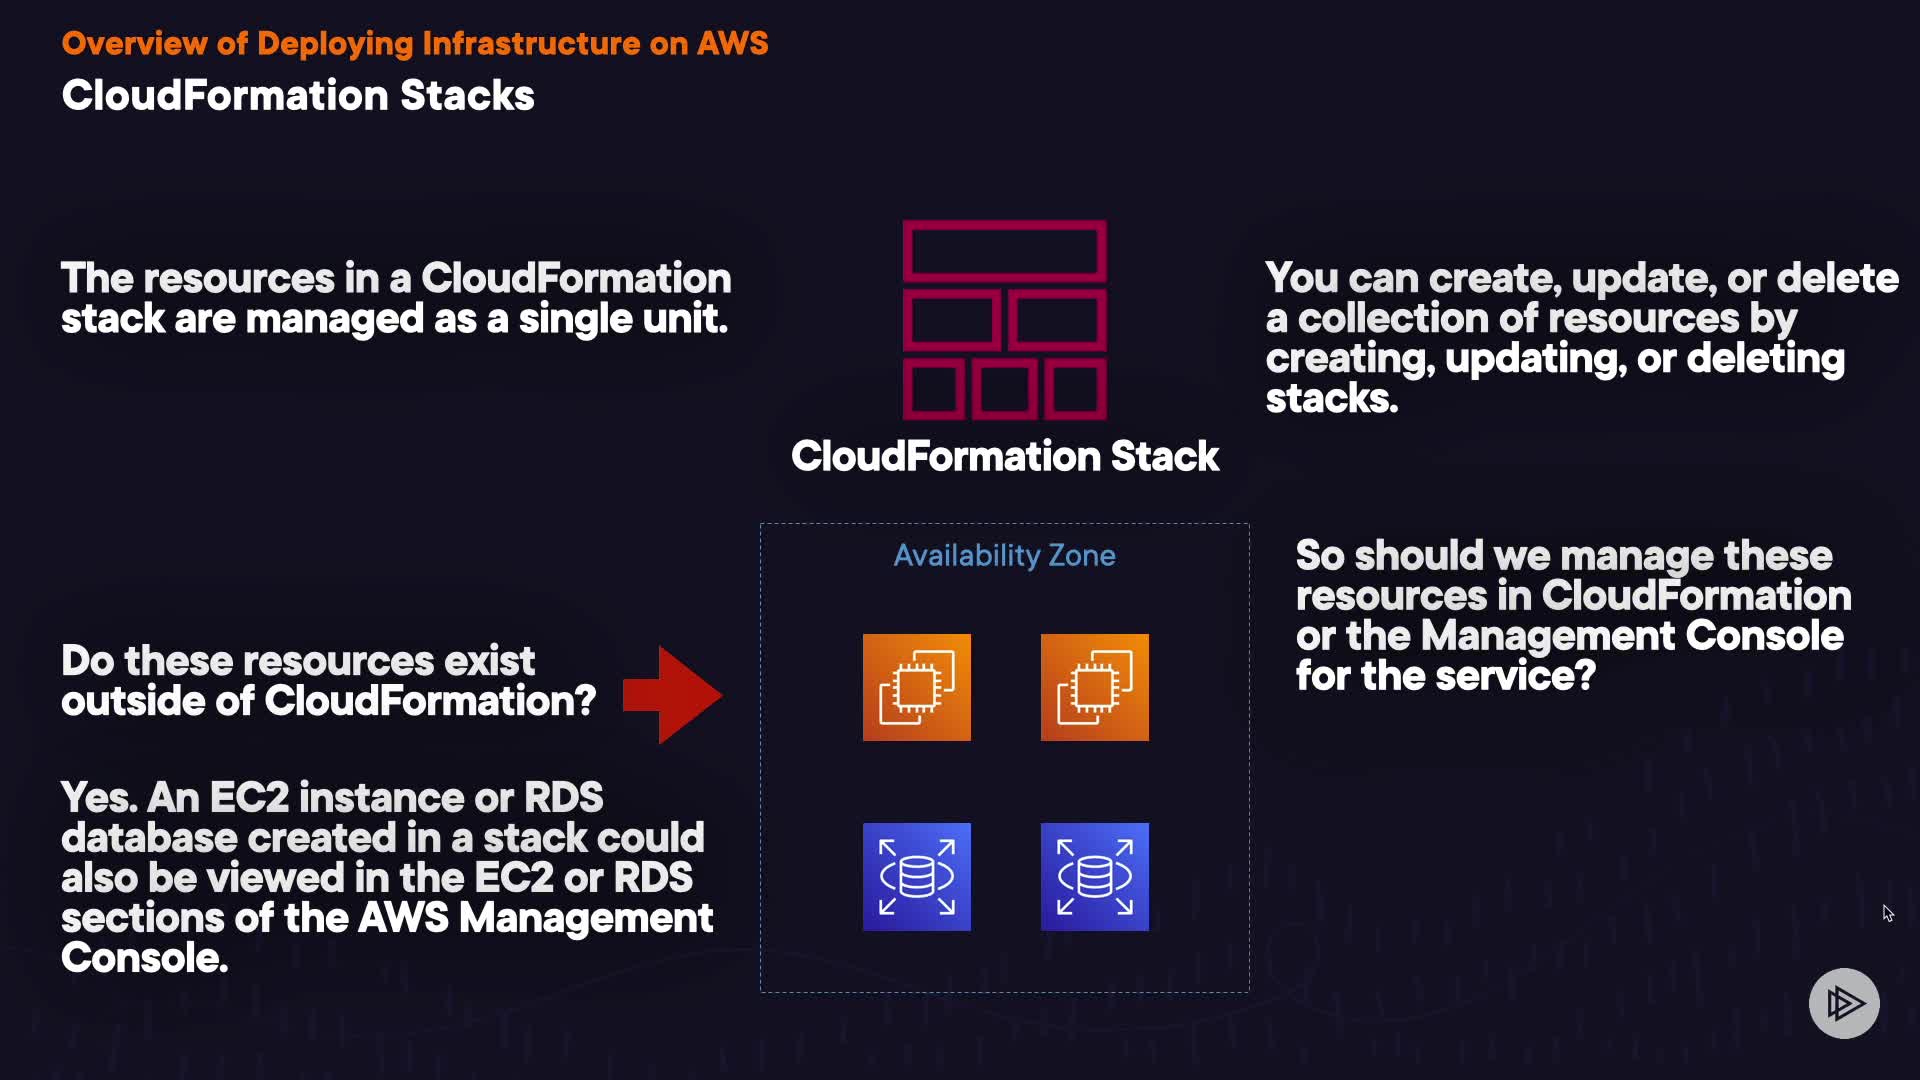 Overview of Deploying Infrastructure on AWS
CloudFormation Stacks
The resources in a CloudFormation
stack are managed as a single unit.
CloudFormation Stack
You can create, update, or delete
a collection of resources by
creating, updating, or deleting
stacks.
Do these resources exist
outside of CloudFormation?
Yes. An EC2 instance or RDS
database created in a stack could
also be viewed in the EC2 or RDS
sections of the AWS Management
Console.
Availability Zone
So should we manage these
resources in CloudFormation
or the Management Console
for the service?